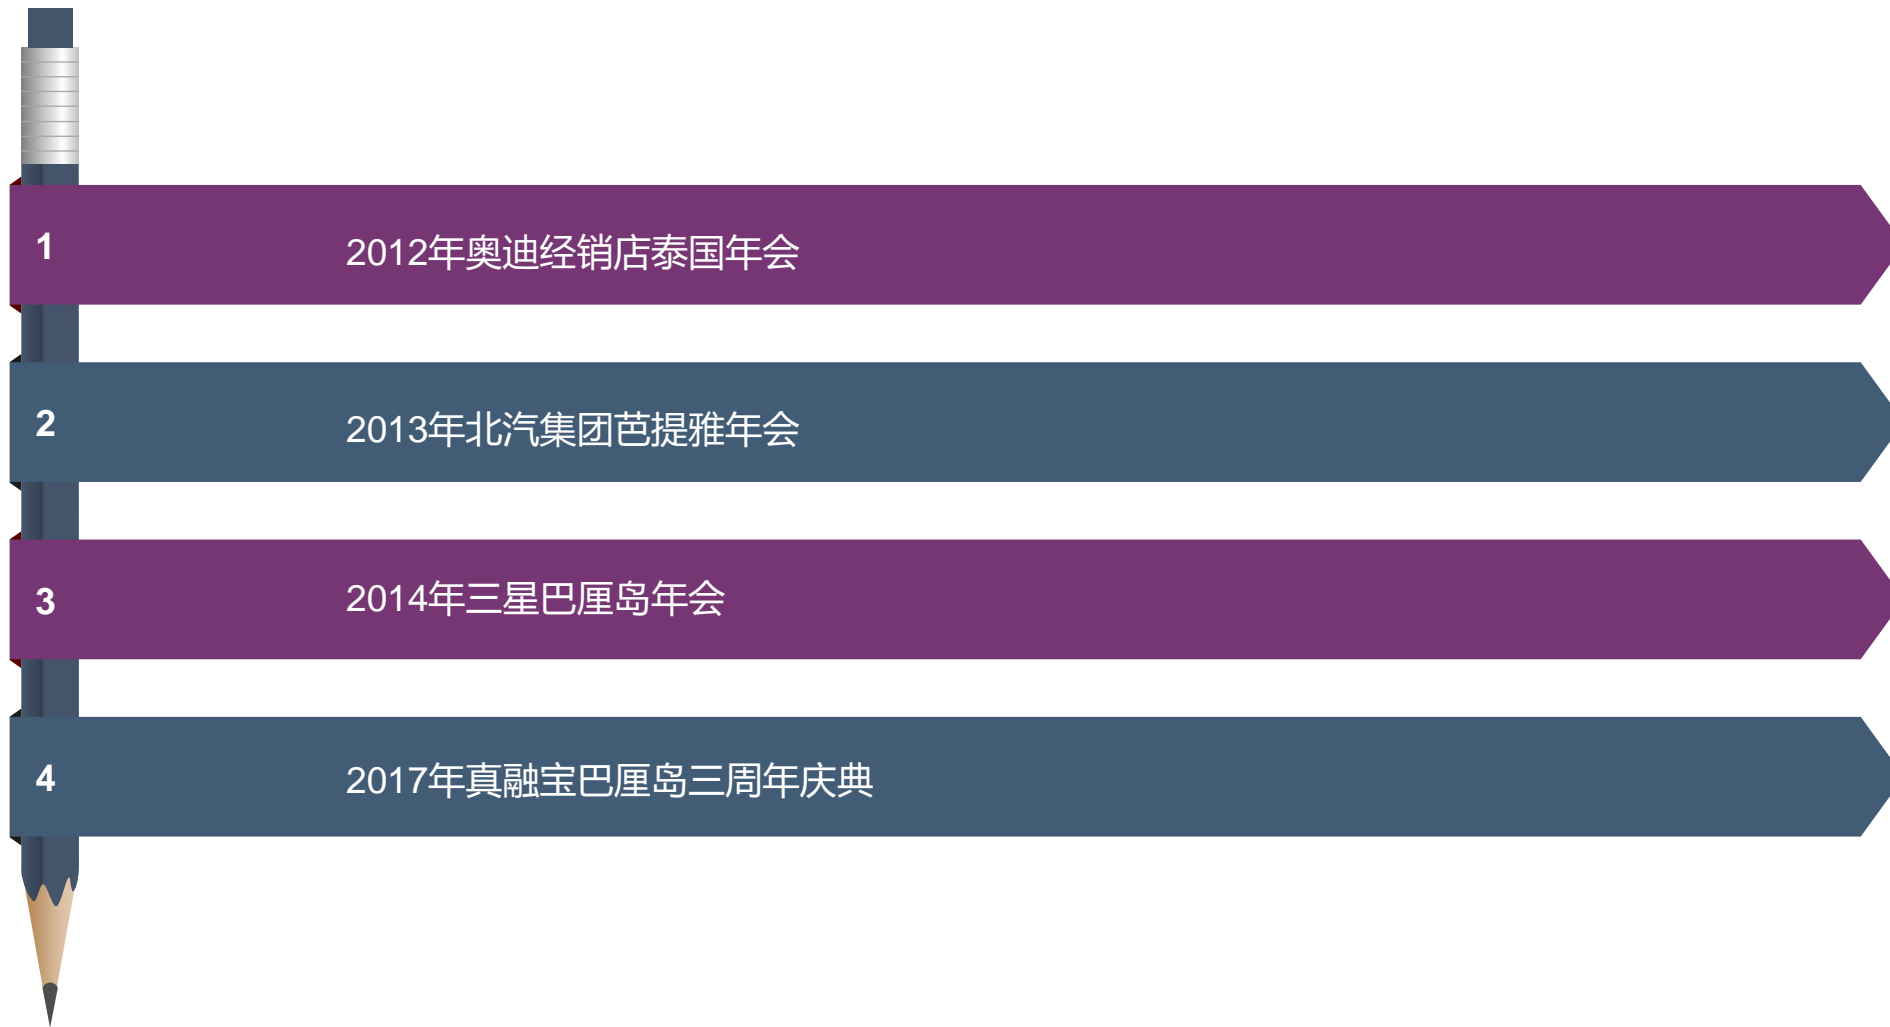 1 2012年奥迪经销店泰国年会
2 2013年北汽集团芭提雅年会
3 2014年三星巴厘岛年会
4 2017年真融宝巴厘岛三周年庆典